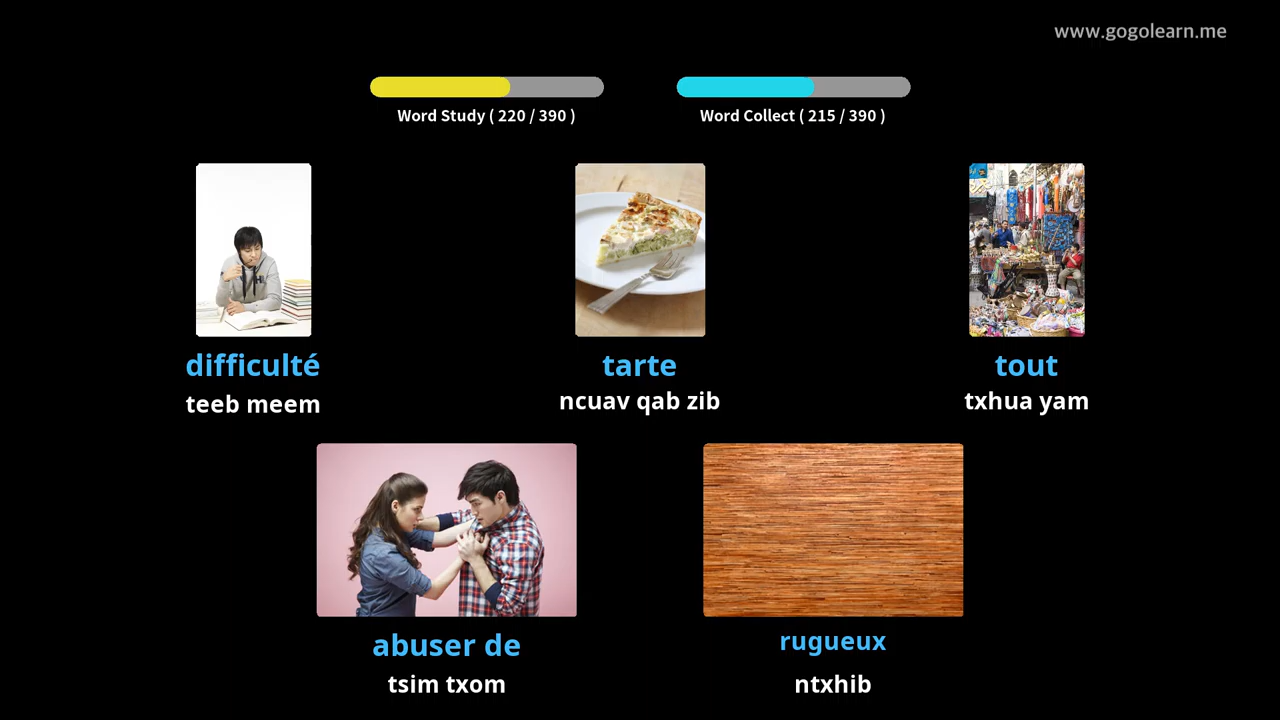 www.gogolearn.me
Word Study ( 220 / 390 )
Word Collect ( 215 / 390 )
difficulté
teeb meem
tarte
ncuav qab zib
tout
txhua yam
abuser de
tsim txom
rugueux
ntxhib